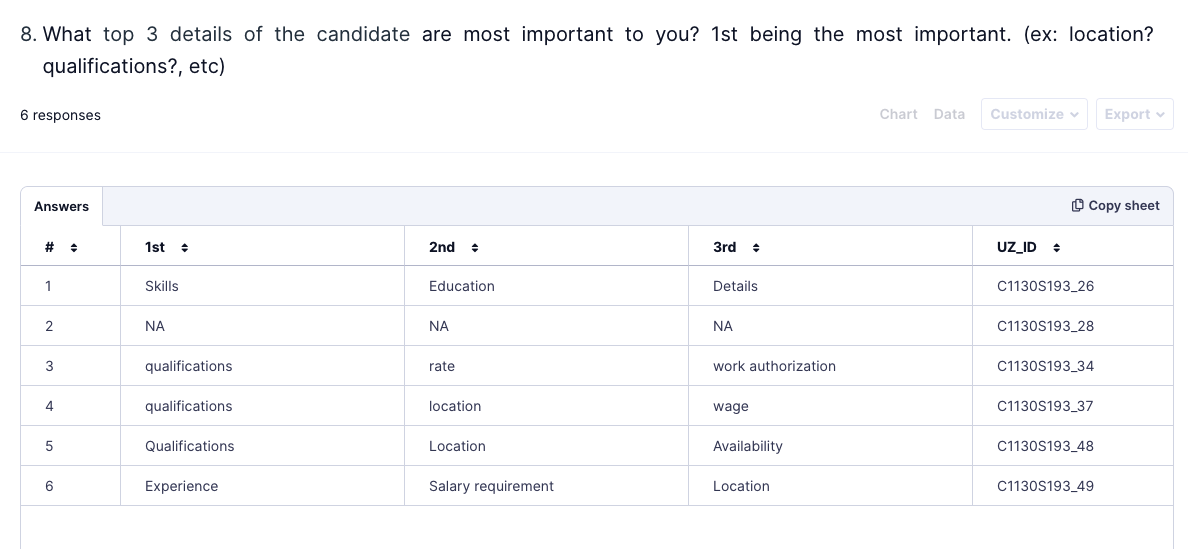 8. What top 3 details of the candidate are most important to you? 1st being the most important. (ex: location?
qualifications?, etc)
6 responses
Chart Data Customize Export
Answers Copy sheet
# 1st 2nd 3rd UZ_ID
1 Skills Education Details C1130S193_26
2 NA NA NA C1130S193_28
3 qualifications rate work authorization C1130S193_34
4 qualifications location wage C1130S193_37
5 Qualifications Location Availability C1130S193_48
6 Experience Salary requirement Location C1130S193_49